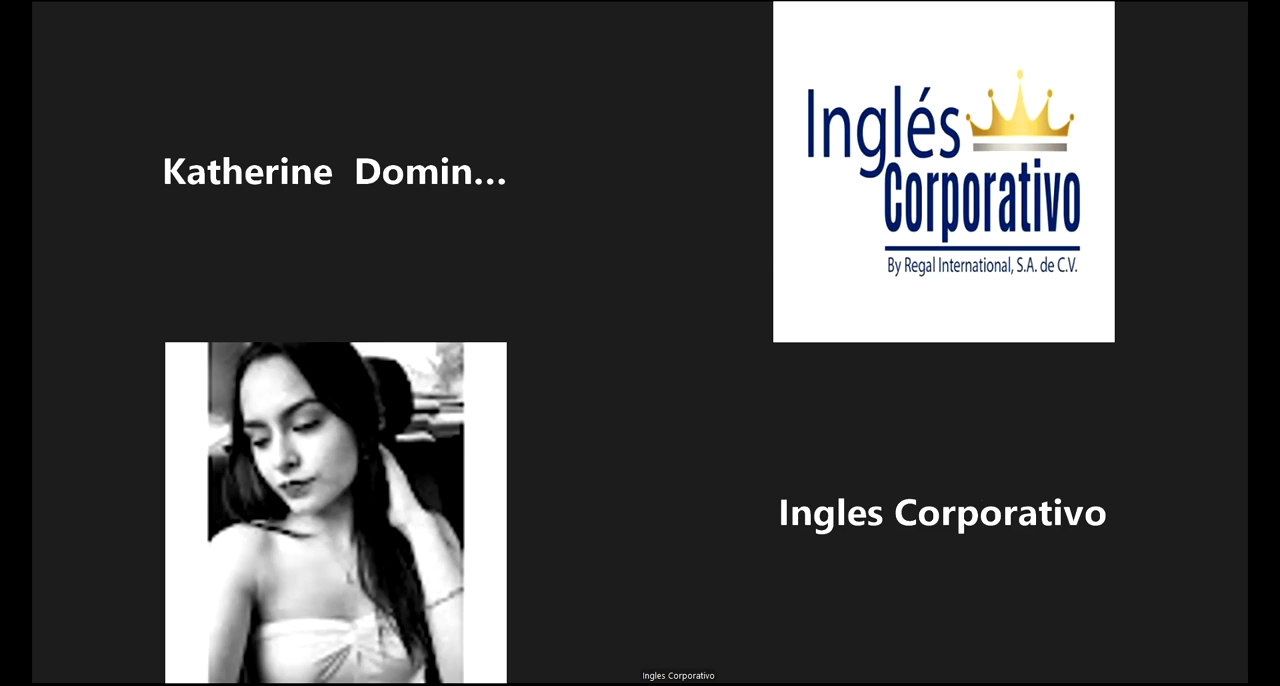 Katherine  Domin...
Inglés
Corporativo
By Regal International, S.A. de C.V.
Ingles Corporativo
Ingles Corporativo